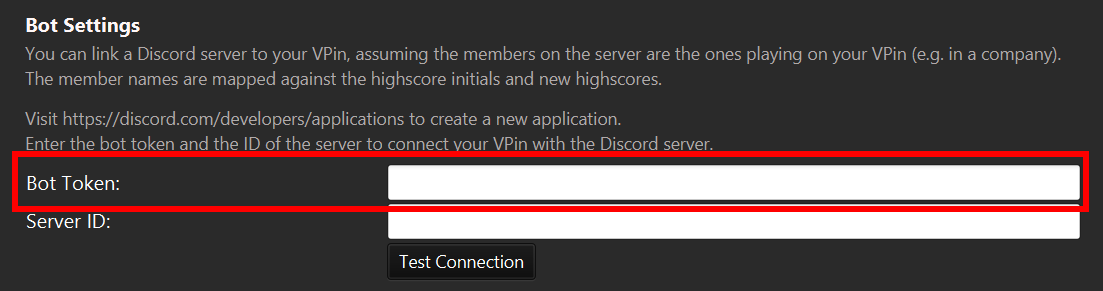 Bot Settings
You can link a Discord server to your VPin, assuming the members on the server are the ones playing on your VPin (e.g. in a company).
The member names are mapped against the highscore initials and new highscores.
Visit https://discord.com/developers/applications to create a new application.
Enter the bot token and the ID of the server to connect your VPin with the Discord server.
Bot Token:
Server ID:
Test Connection